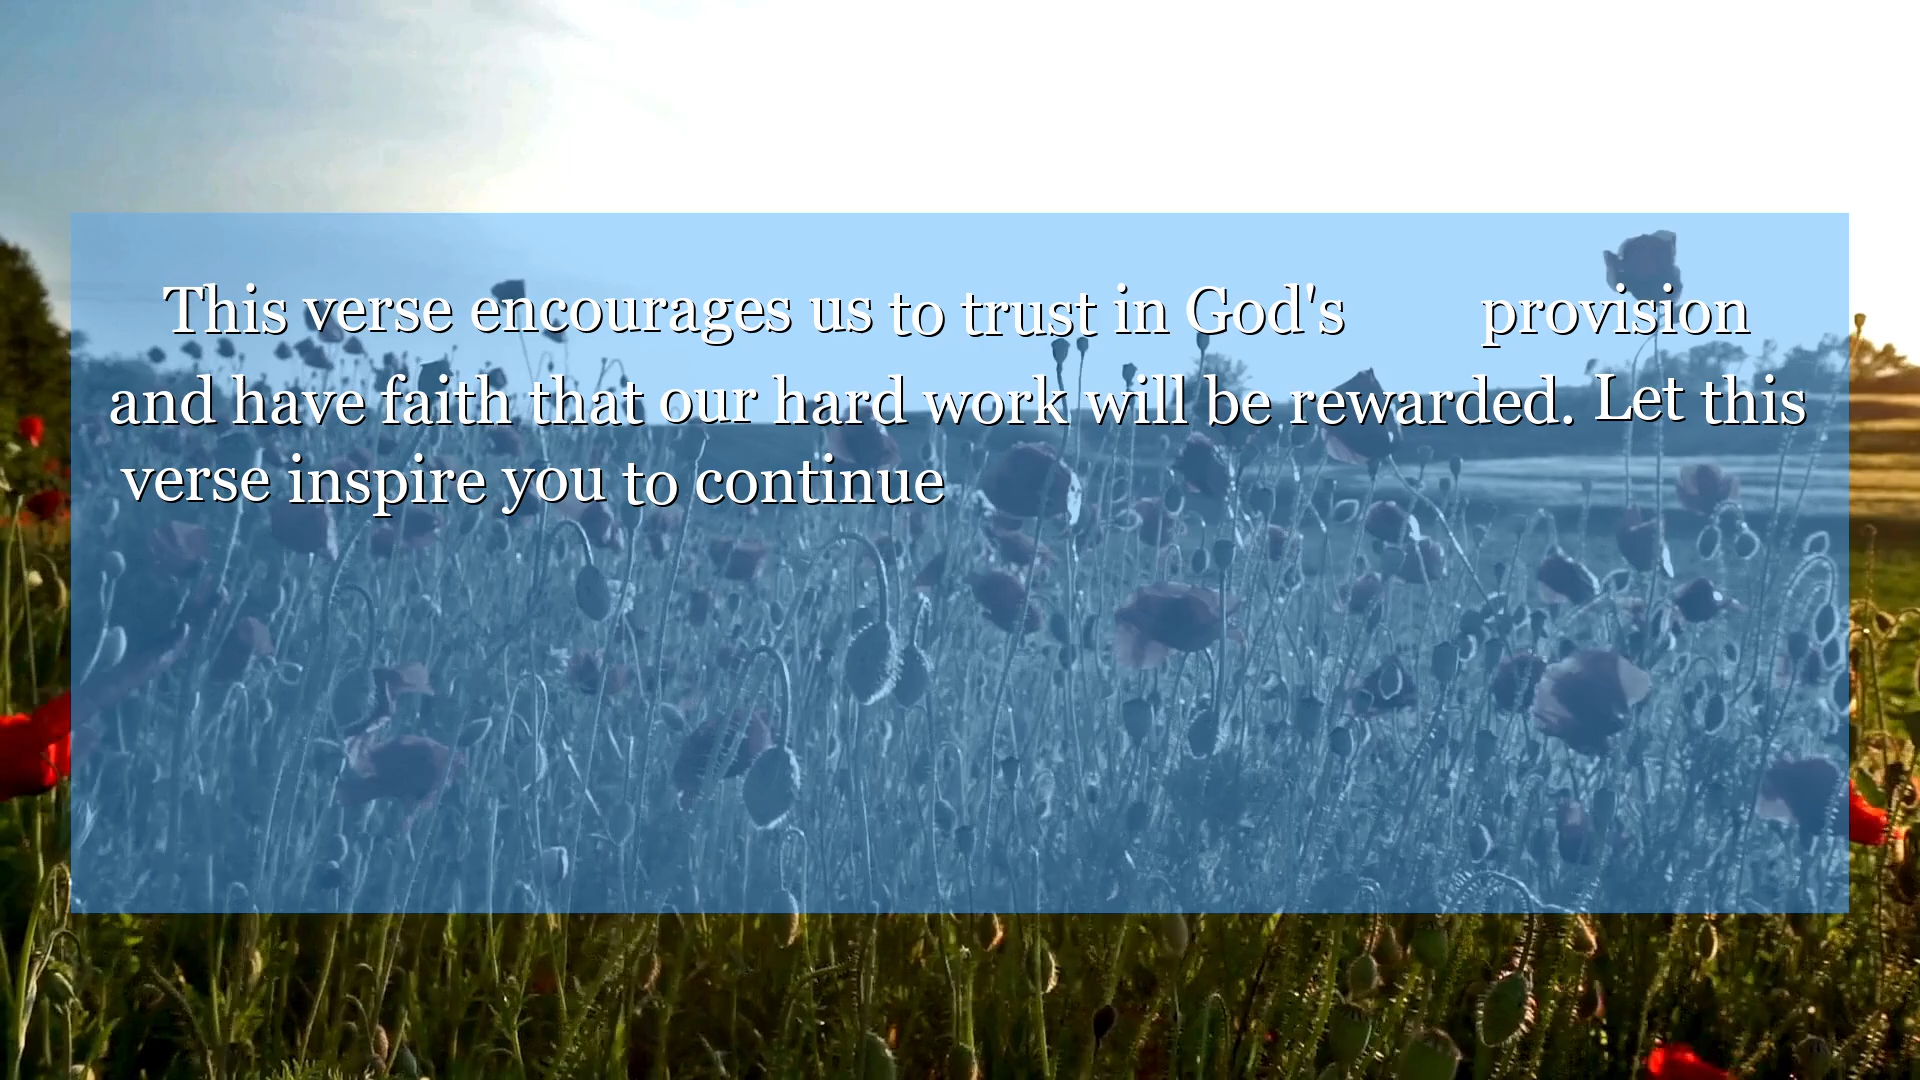 This verse encourages us to trust in God's provision
and have faith that our hard work will be rewarded. Let this
verse inspire you to continue